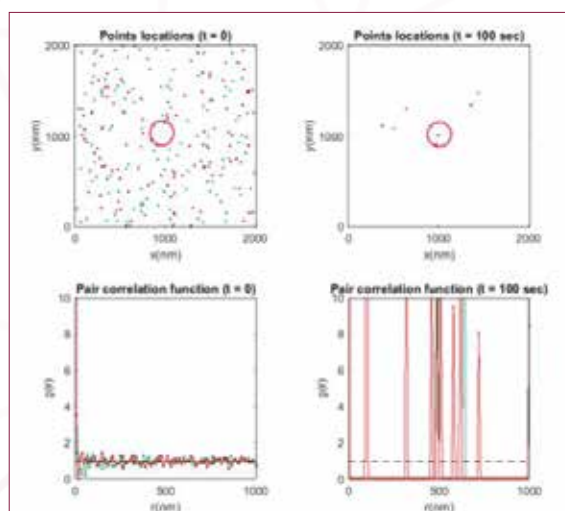 Points locations (t = 0)
2000
1000
0
y(nm)
0 1000 2000
x(nm)
Points locations (t = 100 sec)
2000
1000
0
y(nm)
0 1000 2000
x(nm)
Pair correlation function (t = 0)
10
8
6
4
2
0
g(r)
0 500 1000
r(nm)
Pair correlation function (t = 100 sec)
10
8
6
4
2
0
g(r)
0 500 1000
r(nm)